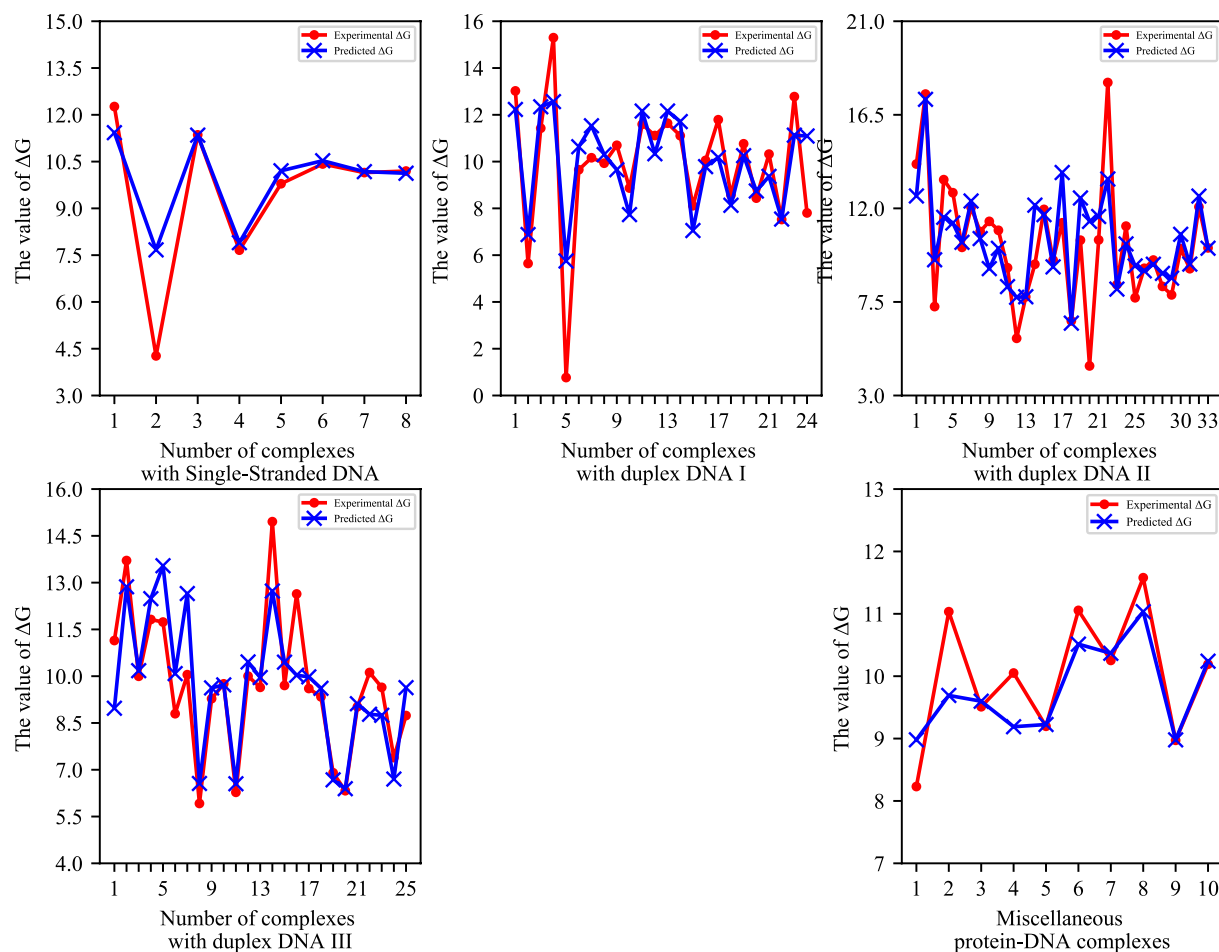 15.0
13.5
12.0
10.5
9.0
7.5
6.0
4.5
3.0
The value of ΔG
Experimental ΔG
Predicted ΔG
1 2 3 4 5 6 7 8
Number of complexes
with Single-Stranded DNA
16
14
12
10
8
6
4
2
0
The value of ΔG
Experimental ΔG
Predicted ΔG
1 5 9 13 17 21 24
Number of complexes
with duplex DNA I
21.0
16.5
12.0
7.5
3.0
The value of ΔG
Experimental ΔG
Predicted ΔG
1 5 9 13 17 21 25 30 33
Number of complexes
with duplex DNA II
16.0
14.5
13.0
11.5
10.0
8.5
7.0
5.5
4.0
The value of ΔG
Experimental ΔG
Predicted ΔG
1 5 9 13 17 21 25
Number of complexes
with duplex DNA III
13
12
11
10
9
8
7
The value of ΔG
Experimental ΔG
Predicted ΔG
1 2 3 4 5 6 7 8 9 10
Miscellaneous
protein-DNA complexes